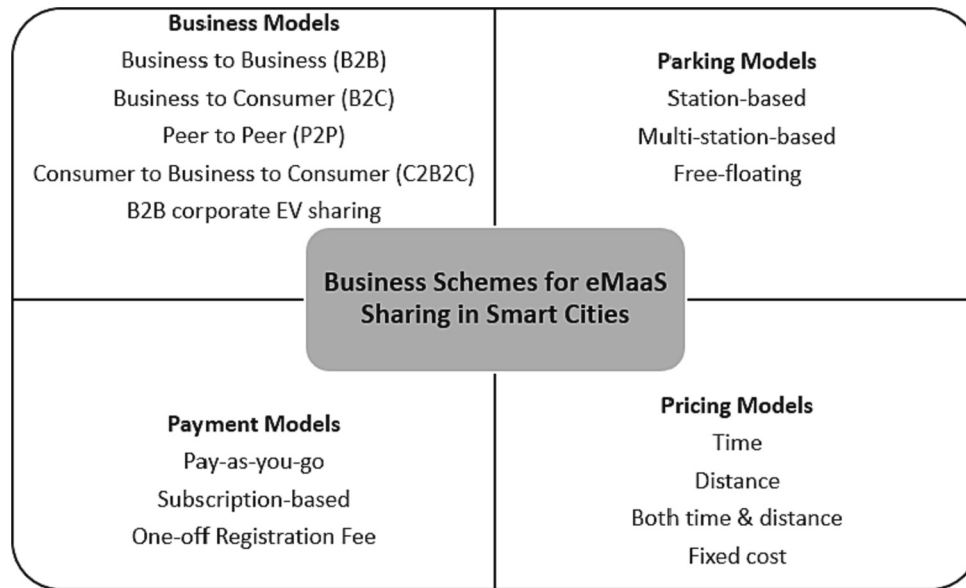 Business Models
Business to Business (B2B)
Business to Consumer (B2C)
Peer to Peer (P2P)
Consumer to Business to Consumer (C2B2C)
B2B corporate EV sharing
Parking Models
Station-based
Multi-station-based
Free-floating
Business Schemes for eMaaS
Sharing in Smart Cities
Payment Models
Pay-as-you-go
Subscription-based
One-off Registration Fee
Pricing Models
Time
Distance
Both time & distance
Fixed cost